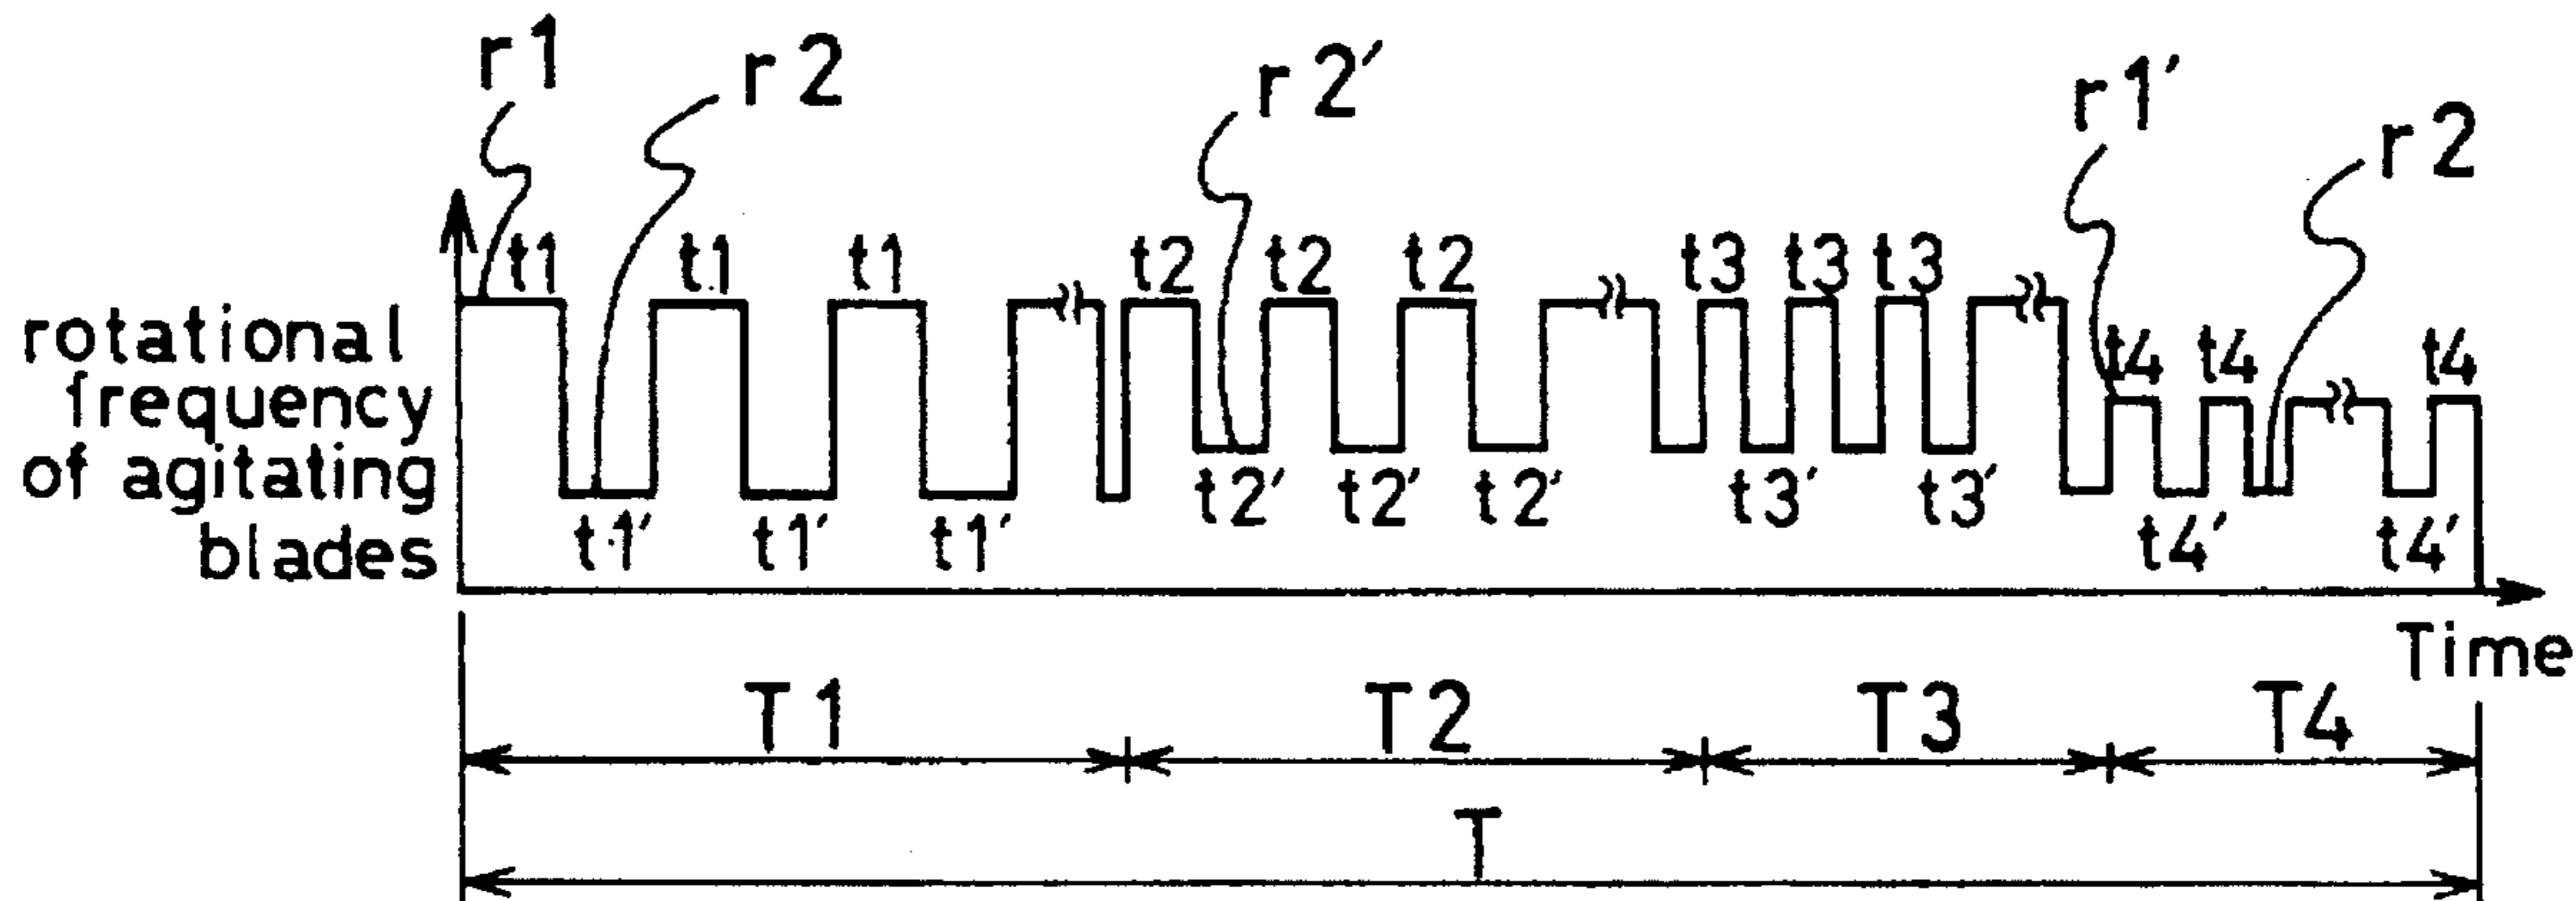 r1
r2
r2′
r1′
r2
t1 t1 t1 t2 t2 t2 t3 t3 t3
t4 t4 t4
rotational
frequency
of agitating
blades
t1′ t1′ t1′ t2′ t2′ t2′ t3′ t3′ t4′ t4′
Time
T1 T2 T3 T4
T